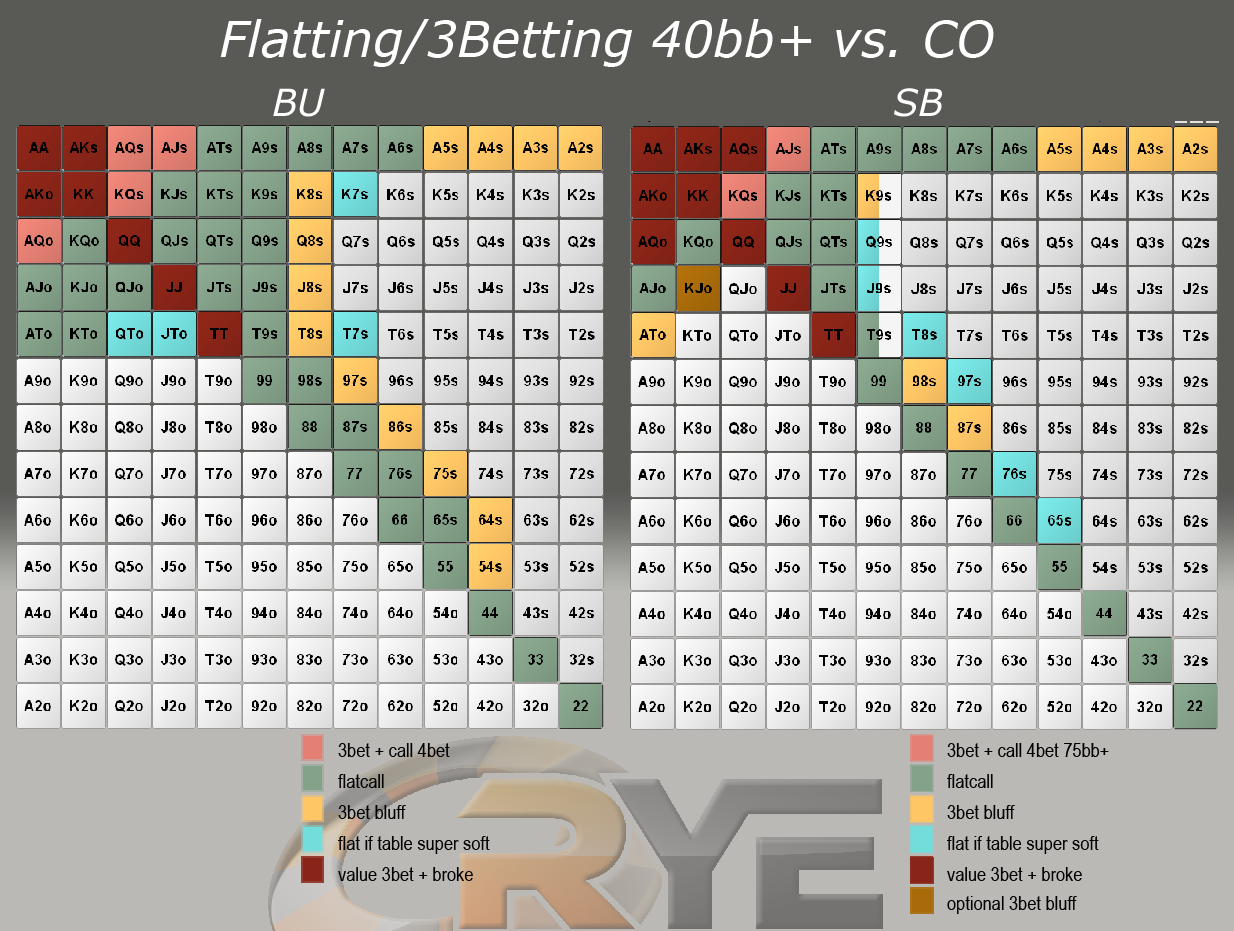 Flatting/3Betting 40bb+ vs. CO
BU
SB
AA AKs AQs AJs ATs A9s A8s A7s A6s A5s A4s A3s A2s
AKo KK KQs KJs KTs K9s K8s K7s K6s K5s K4s K3s K2s
AQo KQo QQ QJs QTs Q9s Q8s Q7s Q6s Q5s Q4s Q3s Q2s
AJo KJo QJo JJ JTs J9s J8s J7s J6s J5s J4s J3s J2s
ATo KTo QTo JTo TT T9s T8s T7s T6s T5s T4s T3s T2s
A9o K9o Q9o J9o T9o 99 98s 97s 96s 95s 94s 93s 92s
A8o K8o Q8o J8o T8o 98o 88 87s 86s 85s 84s 83s 82s
A7o K7o Q7o J7o T7o 97o 87o 77 76s 75s 74s 73s 72s
A6o K6o Q6o J6o T6o 96o 86o 76o 66 65s 64s 63s 62s
A5o K5o Q5o J5o T5o 95o 85o 75o 65o 55 54s 53s 52s
A4o K4o Q4o J4o T4o 94o 84o 74o 64o 54o 44 43s 42s
A3o K3o Q3o J3o T3o 93o 83o 73o 63o 53o 43o 33 32s
A2o K2o Q2o J2o T2o 92o 82o 72o 62o 52o 42o 32o 22
AA AKs AQs AJs ATs A9s A8s A7s A6s A5s A4s A3s A2s
AKo KK KQs KJs KTs K9s K8s K7s K6s K5s K4s K3s K2s
AQo KQo QQ QJs QTs Q9s Q8s Q7s Q6s Q5s Q4s Q3s Q2s
AJo KJo QJo JJ JTs J9s J8s J7s J6s J5s J4s J3s J2s
ATo KTo QTo JTo TT T9s T8s T7s T6s T5s T4s T3s T2s
A9o K9o Q9o J9o T9o 99 98s 97s 96s 95s 94s 93s 92s
A8o K8o Q8o J8o T8o 98o 88 87s 86s 85s 84s 83s 82s
A7o K7o Q7o J7o T7o 97o 87o 77 76s 75s 74s 73s 72s
A6o K6o Q6o J6o T6o 96o 86o 76o 66 65s 64s 63s 62s
A5o K5o Q5o J5o T5o 95o 85o 75o 65o 55 54s 53s 52s
A4o K4o Q4o J4o T4o 94o 84o 74o 64o 54o 44 43s 42s
A3o K3o Q3o J3o T3o 93o 83o 73o 63o 53o 43o 33 32s
A2o K2o Q2o J2o T2o 92o 82o 72o 62o 52o 42o 32o 22
3bet + call 4bet
flatcall
3bet bluff
flat if table super soft
value 3bet + broke
3bet + call 4bet 75bb+
flatcall
3bet bluff
flat if table super soft
value 3bet + broke
optional 3bet bluff
RYE